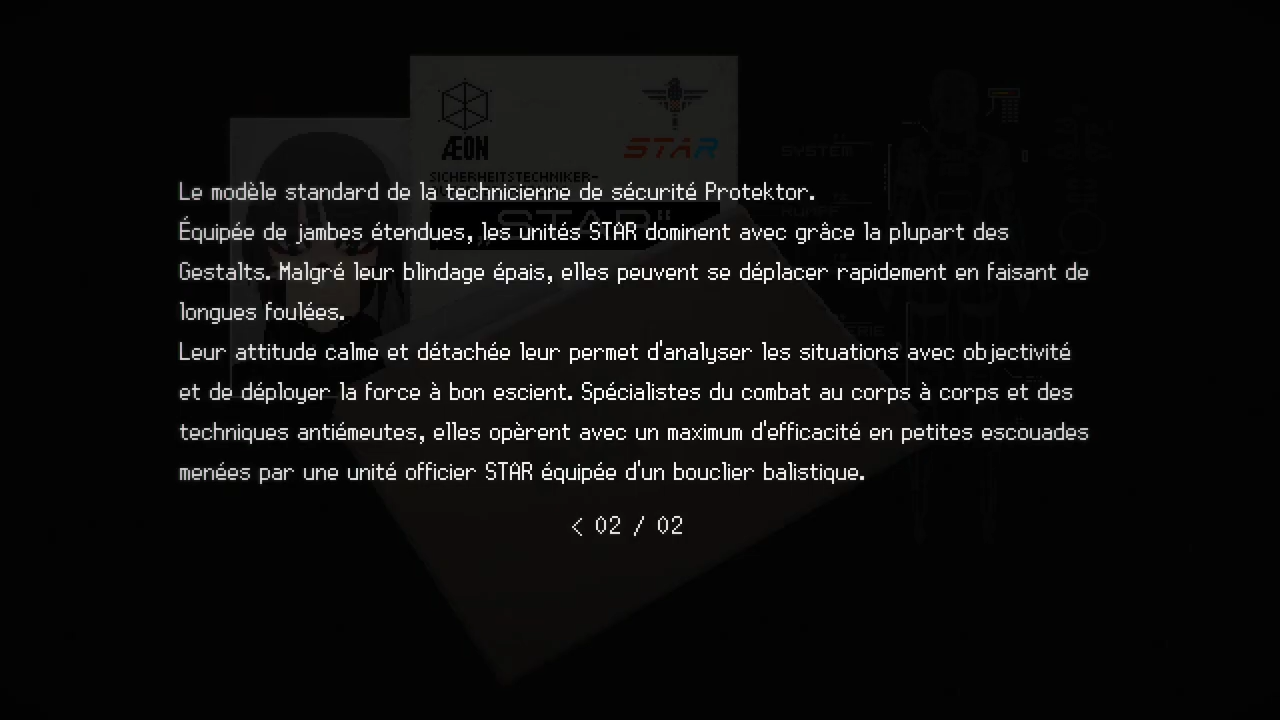 ÆON
STAR
SICHERHEITSTECHNIKER-
SYSTEM
Le modèle standard de la technicienne de sécurité Protektor.
„STAR“
Équipée de jambes étendues, les unités STAR dominent avec grâce la plupart des
Gestalts. Malgré leur blindage épais, elles peuvent se déplacer rapidement en faisant de
longues foulées.
Leur attitude calme et détachée leur permet d'analyser les situations avec objectivité
et de déployer la force à bon escient. Spécialistes du combat au corps à corps et des
techniques antiémeutes, elles opèrent avec un maximum d'efficacité en petites escouades
menées par une unité officier STAR équipée d'un bouclier balistique.
< 02 / 02